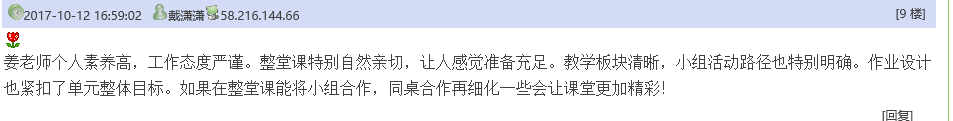 2017-10-12 16:59:02 戴潇潇 58.216.144.66 [9 楼]
姜老师个人素养高，工作态度严谨。整堂课特别自然亲切，让人感觉准备充足。教学板块清晰，小组活动路径也特别明确。作业设计
也紧扣了单元整体目标。如果在整堂课能将小组合作，同桌合作再细化一些会让课堂更加精彩！
[回复]